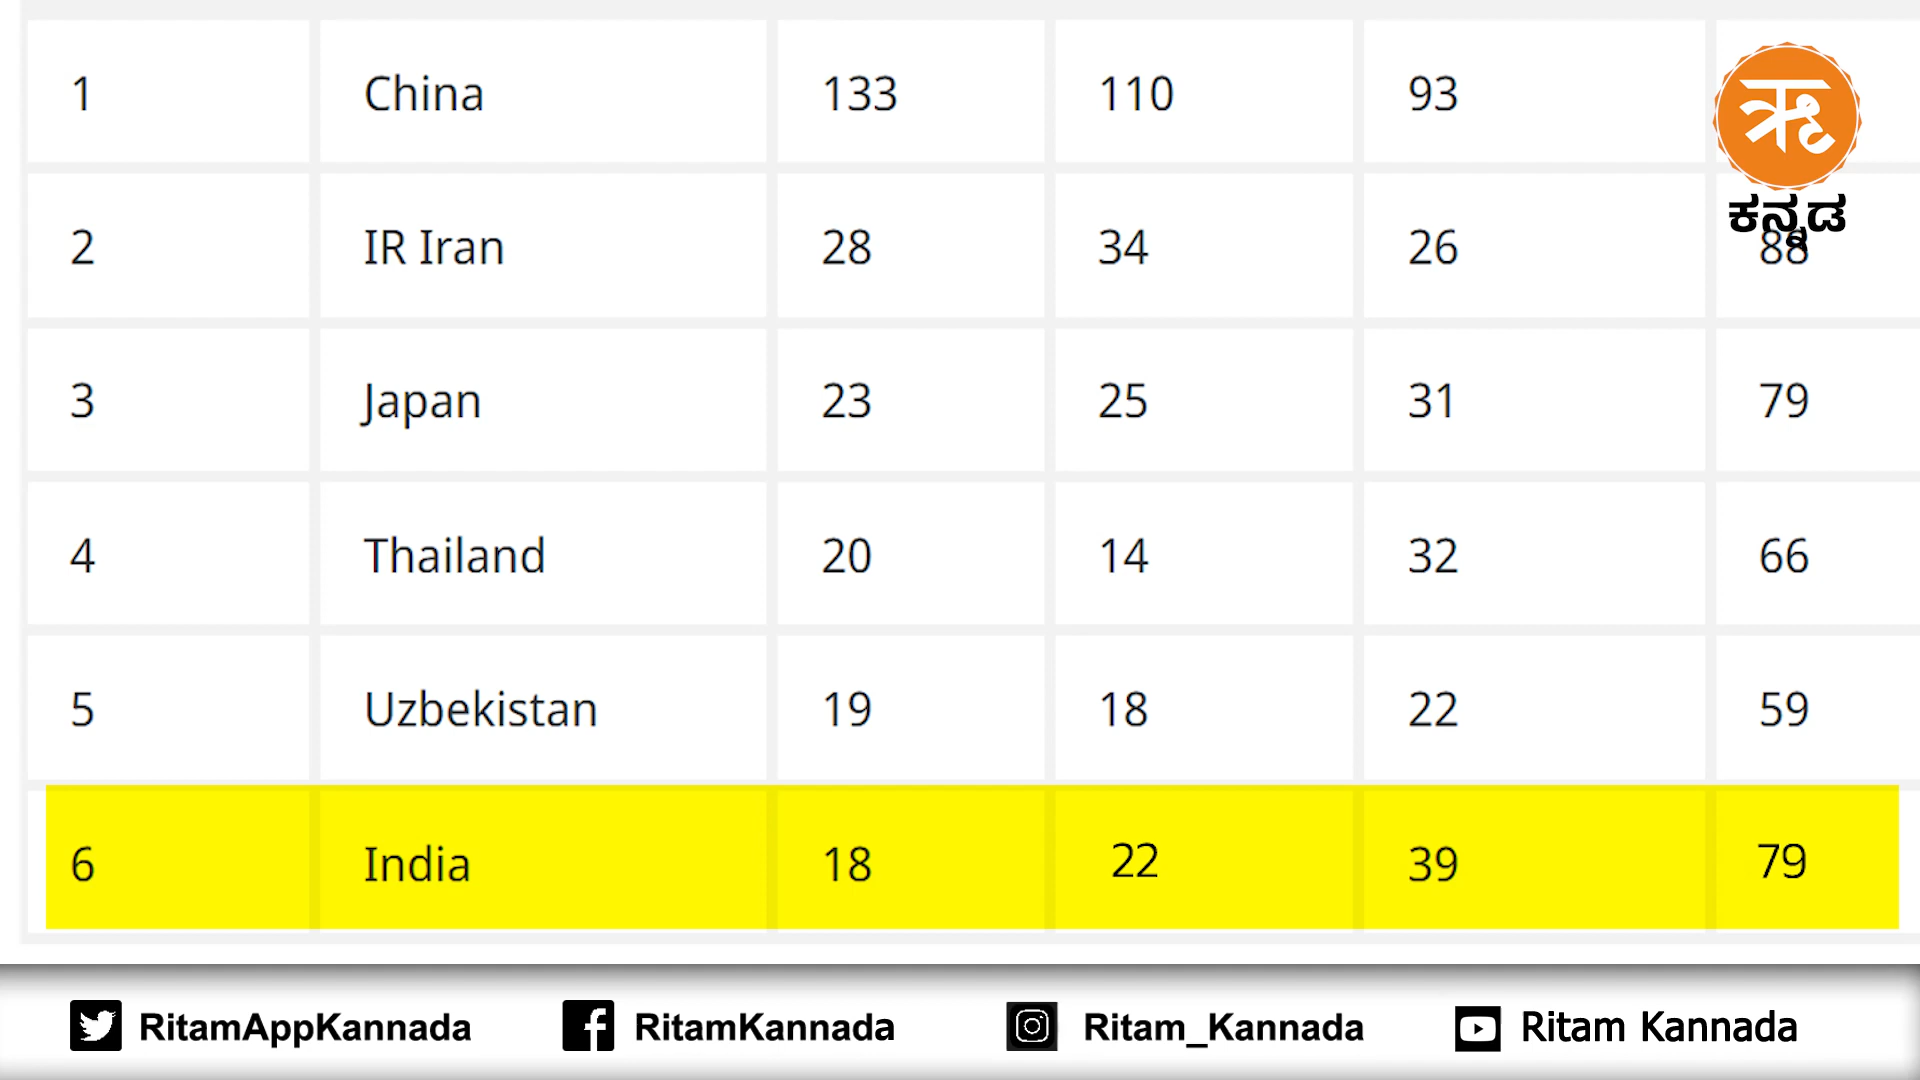 1 China 133 110 93
ऋ
ಕನ್ನಡ
2 IR Iran 28 34 26 88
3 Japan 23 25 31 79
4 Thailand 20 14 32 66
5 Uzbekistan 19 18 22 59
6 India 18 22 39 79
RitamAppKannada RitamKannada Ritam_Kannada Ritam Kannada